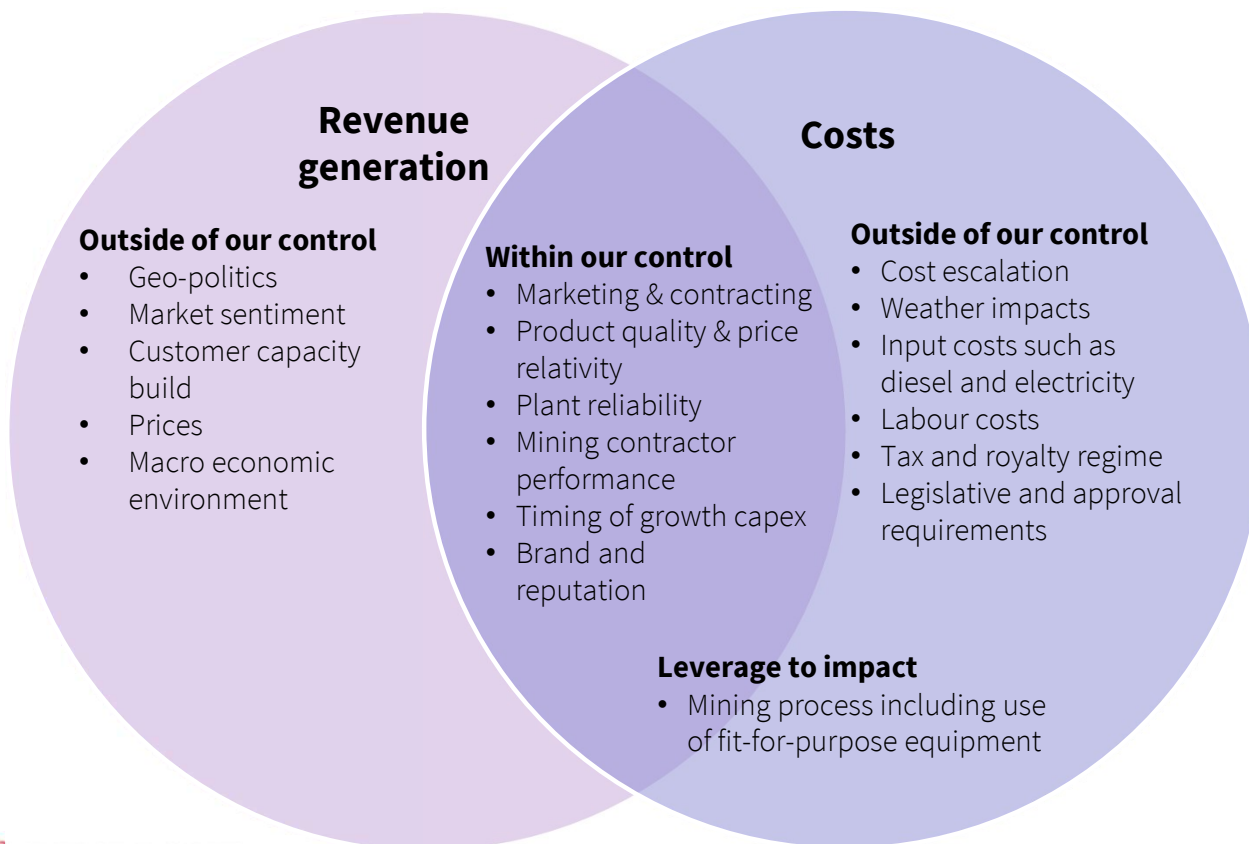 Revenue
generation
Outside of our control
• Geo-politics
• Market sentiment
• Customer capacity
build
• Prices
• Macro economic
environment
Within our control
• Marketing & contracting
• Product quality & price
relativity
• Plant reliability
• Mining contractor
performance
• Timing of growth capex
• Brand and
reputation
Costs
Outside of our control
• Cost escalation
• Weather impacts
• Input costs such as
diesel and electricity
• Labour costs
• Tax and royalty regime
• Legislative and approval
requirements
Leverage to impact
• Mining process including use
of fit-for-purpose equipment